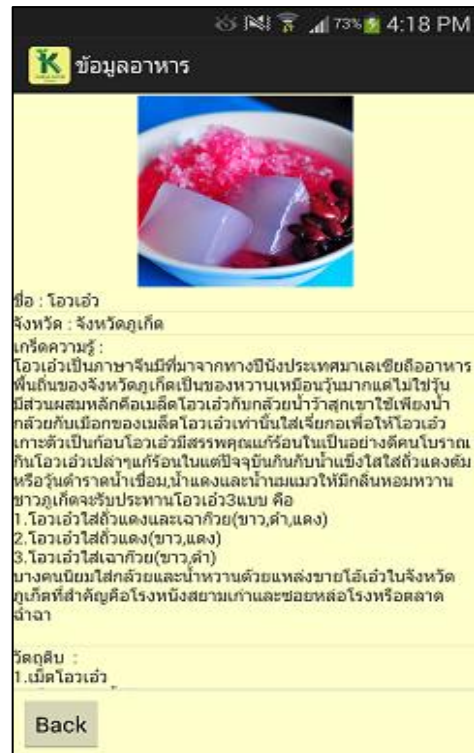 73% 4:18 PM
K ข้อมูลอาหาร
ชื่อ : โอวเอ๋ว
จังหวัด : จังหวัดภูเก็ต
เกร็ดความรู้ :
โอวเอ๋วเป็นภาษาจีนมีที่มาจากทางปีนังประเทศมาเลเซียถืออาหาร
พื้นถิ่นของจังหวัดภูเก็ตเป็นของหวานเหมือนวุ้นมากแต่ไม่ใช่วุ้น
มีส่วนผสมหลักคือเมล็ดโอวเอ๋วกับกล้วยน้ำว้าสุกเขาใช้เพียงน้ำ
กล้วยกับเมือกของเมล็ดโอวเอ๋วเท่านั้นใส่เจี่ยกอเพื่อให้โอวเอ๋ว
เกาะตัวเป็นก้อนโอวเอ๋วมีสรรพคุณแก้ร้อนในเป็นอย่างดีคนโบราณ
กินโอวเอ๋วเปล่าๆแก้ร้อนในแต่ปัจจุบันกินกับน้ำแข็งใสใส่ถั่วแดงต้ม
หรือวุ้นดำราดน้ำเชื่อม,น้ำแดงและน้ำนมแมวให้มีกลิ่นหอมหวาน
ชาวภูเก็ตจะรับประทานโอวเอ๋ว3แบบ คือ
1.โอวเอ๋วใส่ถั่วแดงและเฉาก๊วย(ขาว,ดำ,แดง)
2.โอวเอ๋วใส่ถั่วแดง(ขาว,แดง)
3.โอวเอ๋วใส่เฉาก๊วย(ขาว,ดำ)
บางคนนิยมใส่กล้วยและน้ำหวานด้วยแหล่งขายโอ้เอ๋วในจังหวัด
ภูเก็ตที่สำคัญคือโรงหนังสยามเก่าและซอยหล่อโรงหรือตลาด
ฉำฉา
วัตถุดิบ :
1.เม็ดโอวเอ๋ว
Back